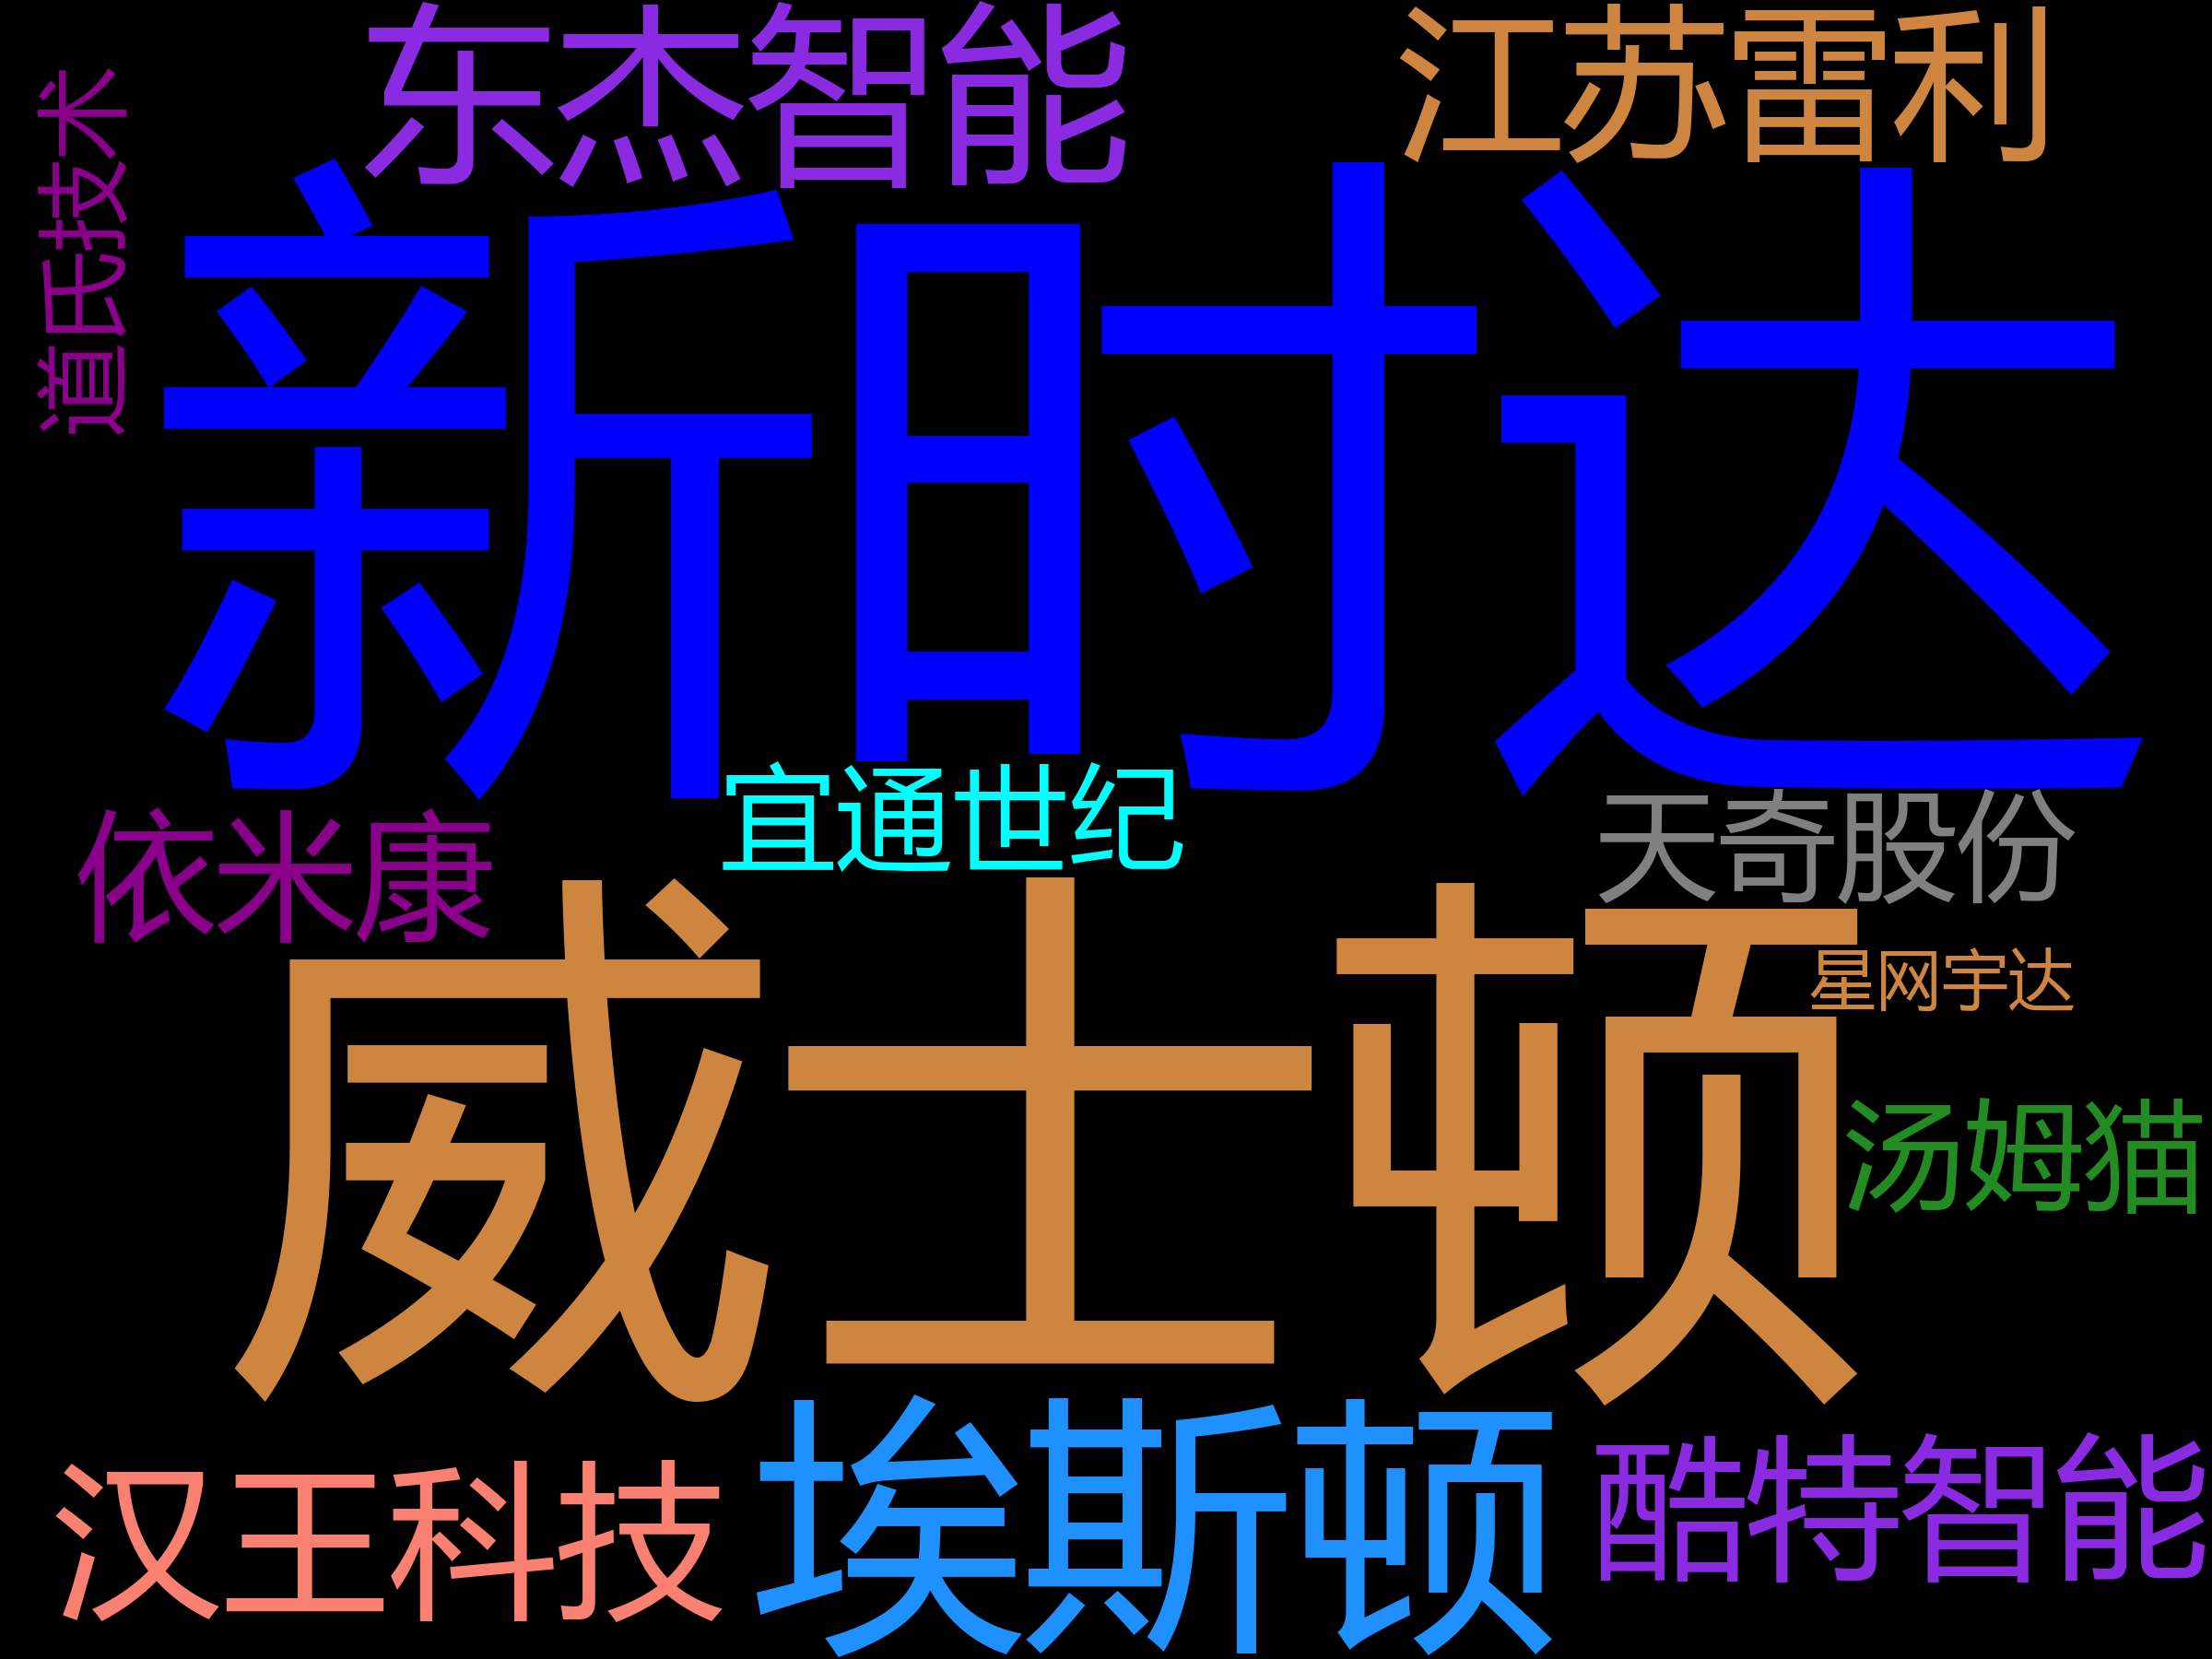 东杰智能
江苏雷利
道氏技术
新时达
宜通世纪
天奇股份
依米康
星网宇达
威士顿
汤姆猫
埃斯顿
酷特智能
汉王科技